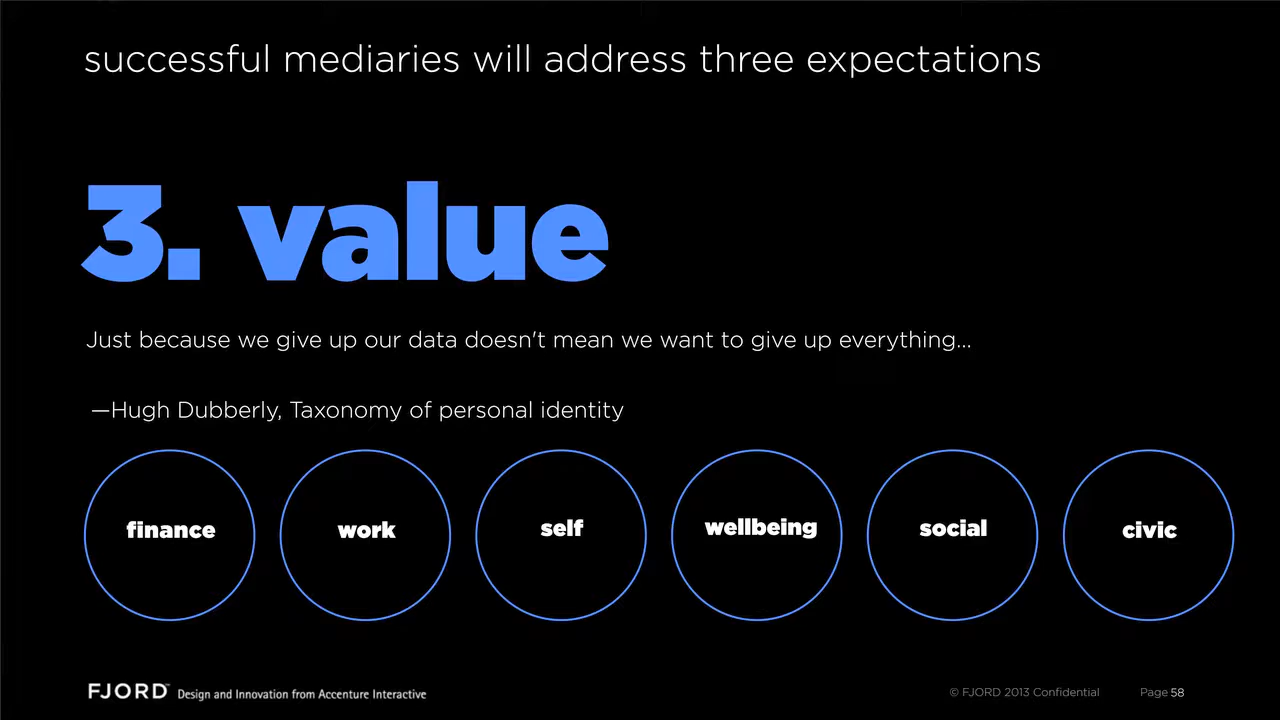 successful mediaries will address three expectations
3. value
Just because we give up our data doesn't mean we want to give up everything...
—Hugh Dubberly, Taxonomy of personal identity
finance work self wellbeing social civic
FJORD™ Design and Innovation from Accenture Interactive © FJORD 2013 Confidential Page 58